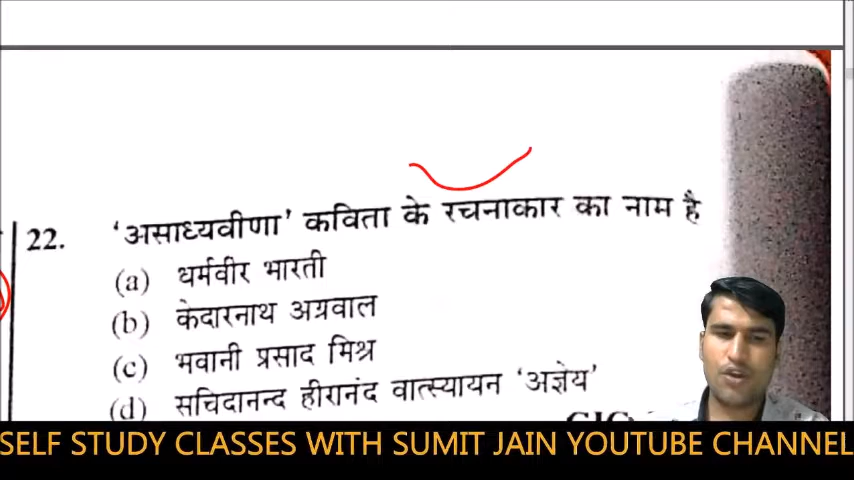 22. 'असाध्यवीणा' कविता के रचनाकार का नाम है
(a) धर्मवीर भारती
(b) केदारनाथ अग्रवाल
(c) भवानी प्रसाद मिश्र
(d) सचिदानन्द हीरानंद वात्स्यायन 'अज्ञेय'
SELF STUDY CLASSES WITH SUMIT JAIN YOUTUBE CHANNEL